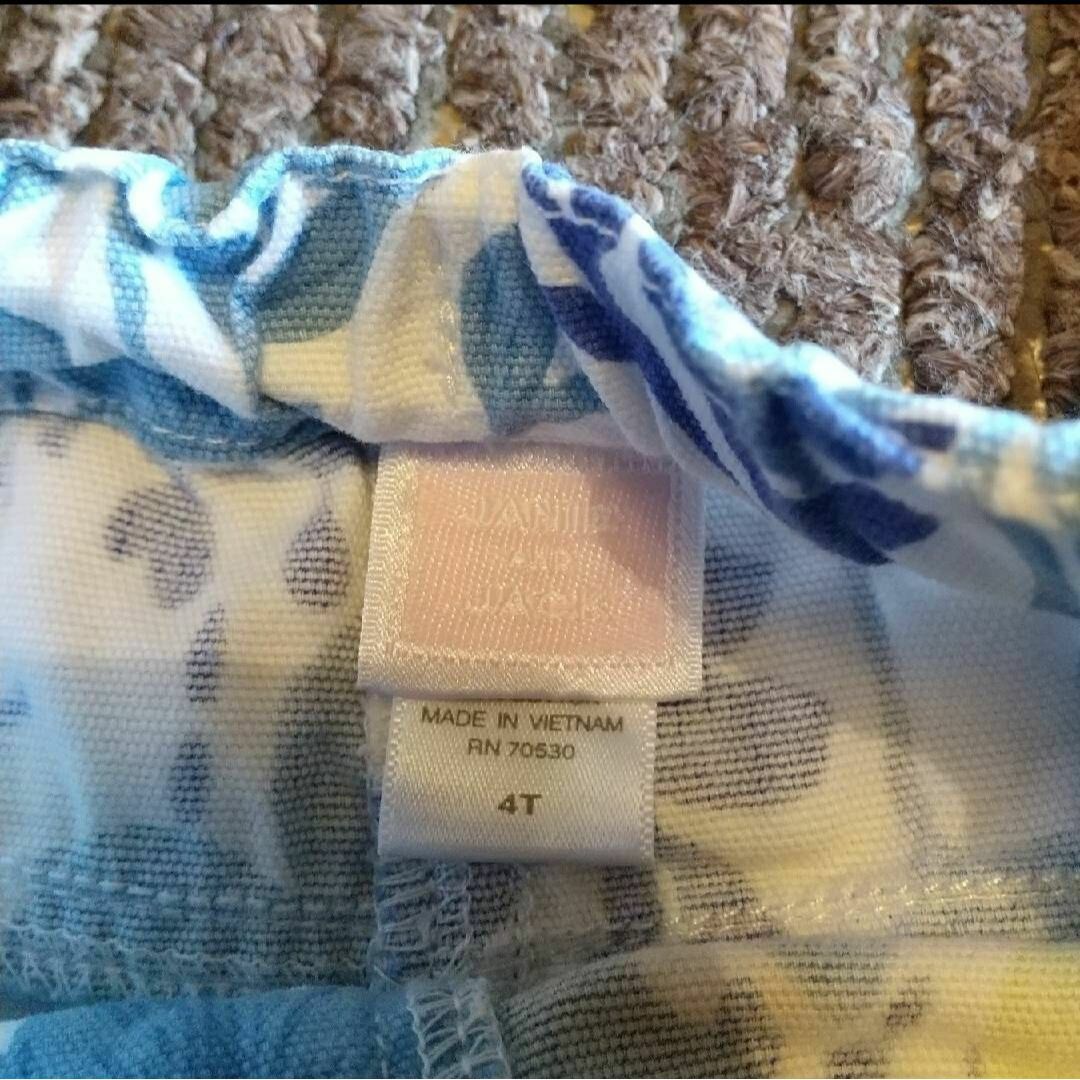 JANIE
AND
JACK
MADE IN VIETNAM
RN 70530
4T